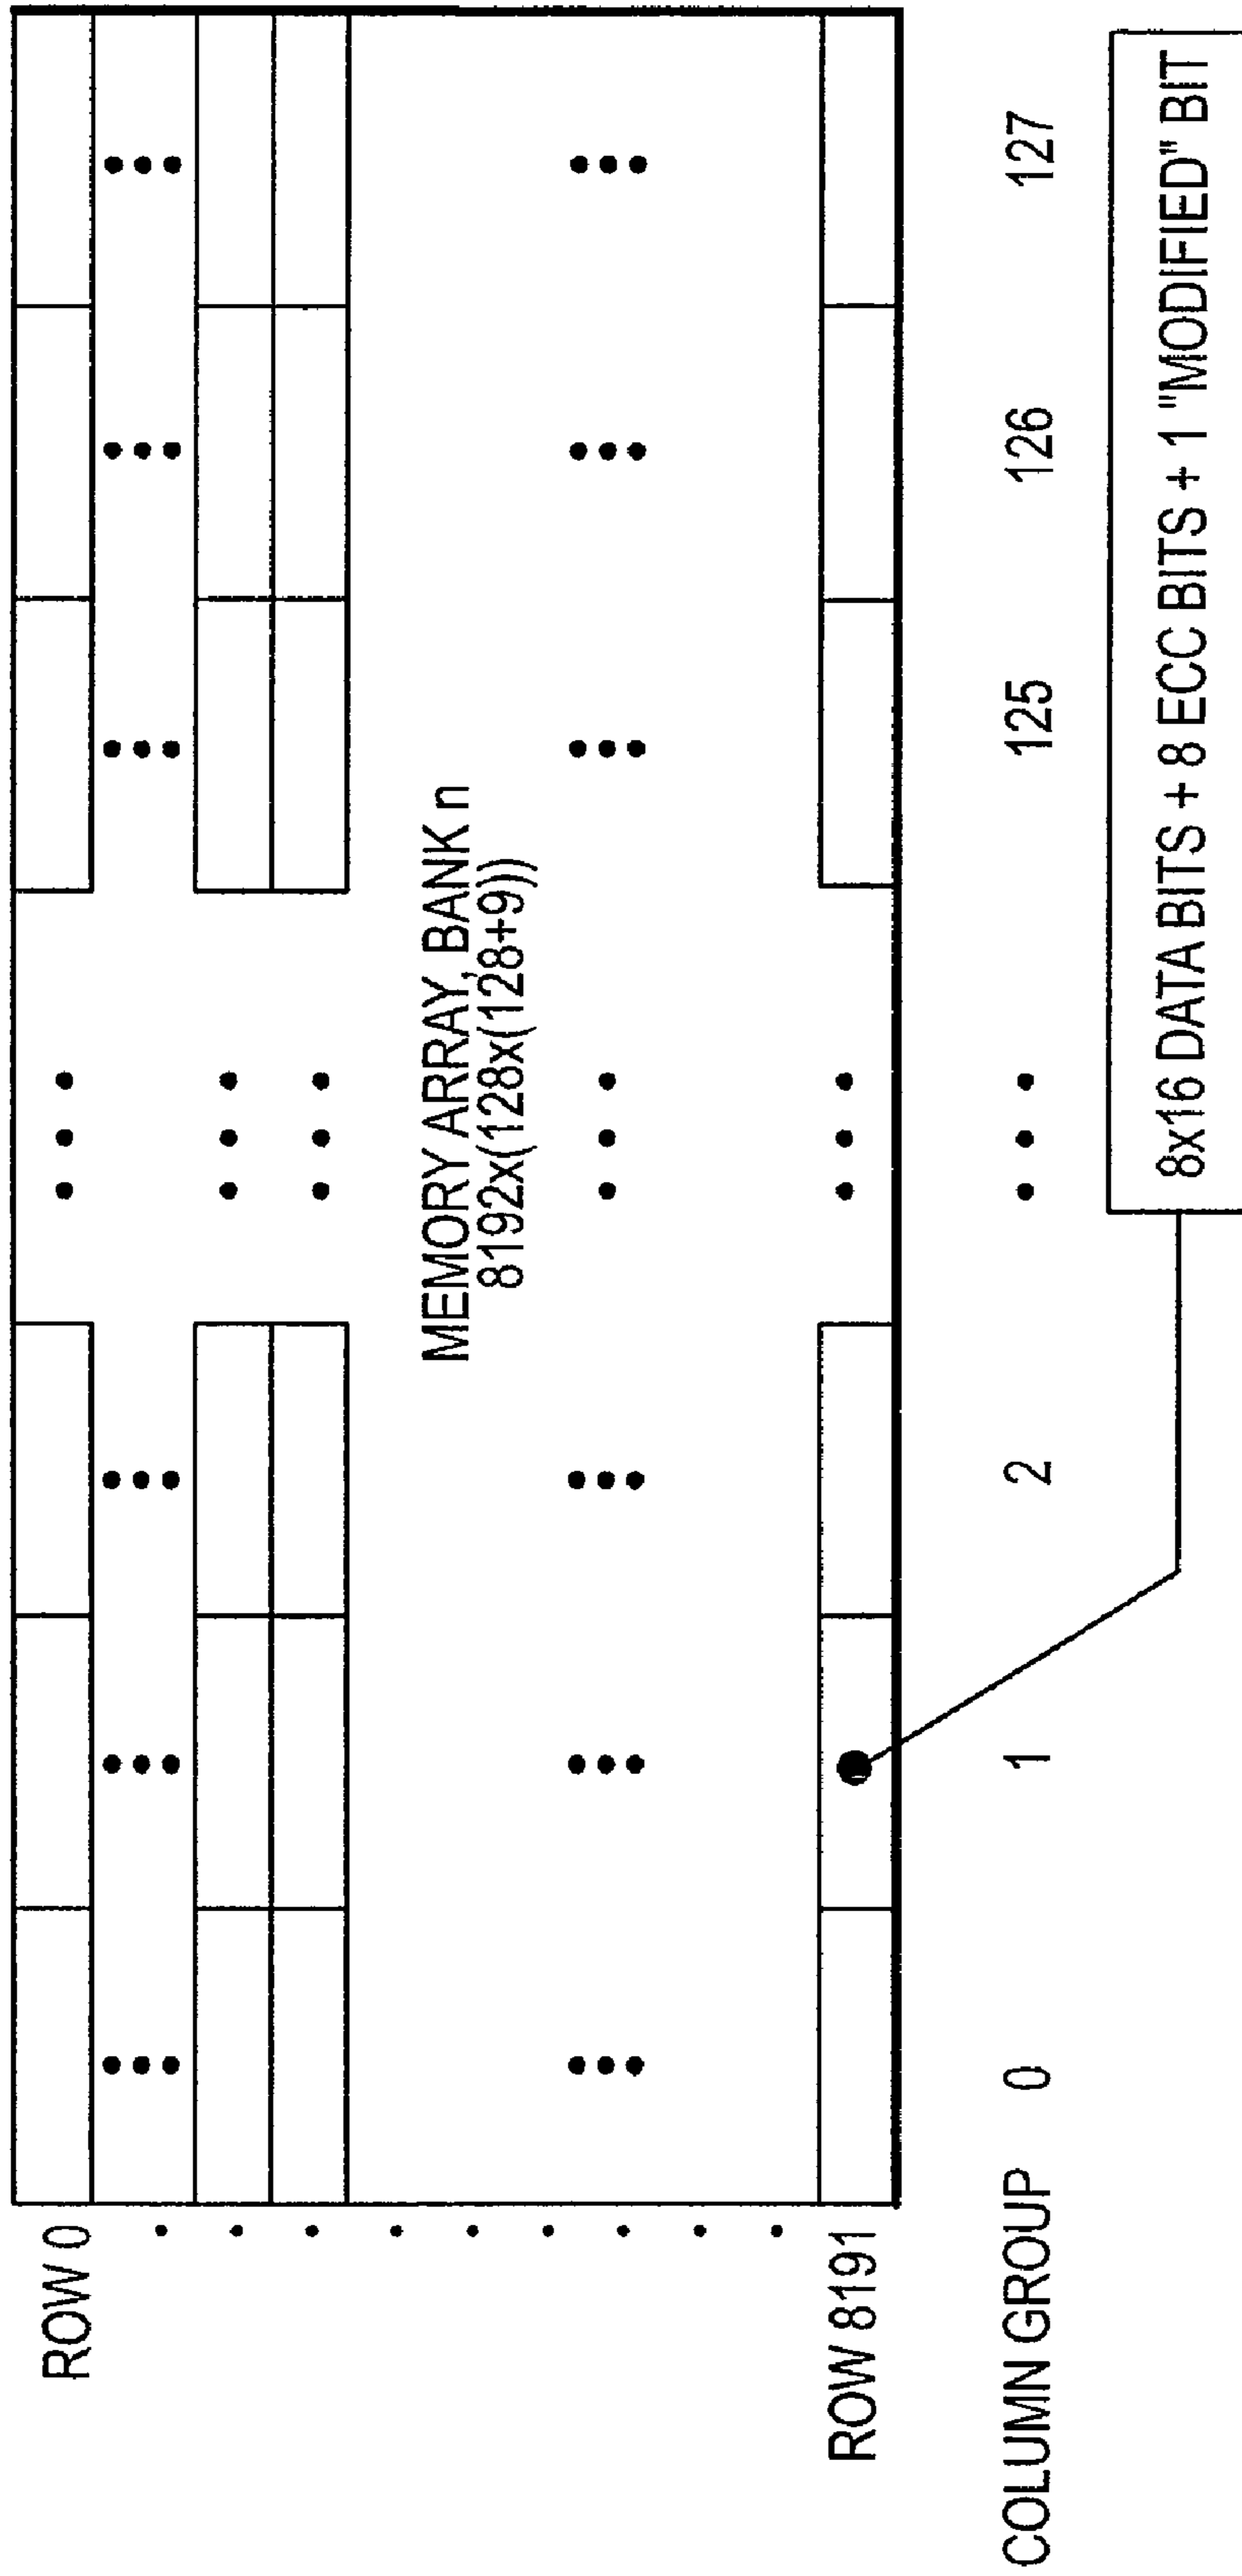 ROW 0
MEMORY ARRAY, BANK n
8192x(128x(128+9))
ROW 8191
COLUMN GROUP 0 1 2 125 126 127
8x16 DATA BITS + 8 ECC BITS + 1 "MODIFIED" BIT